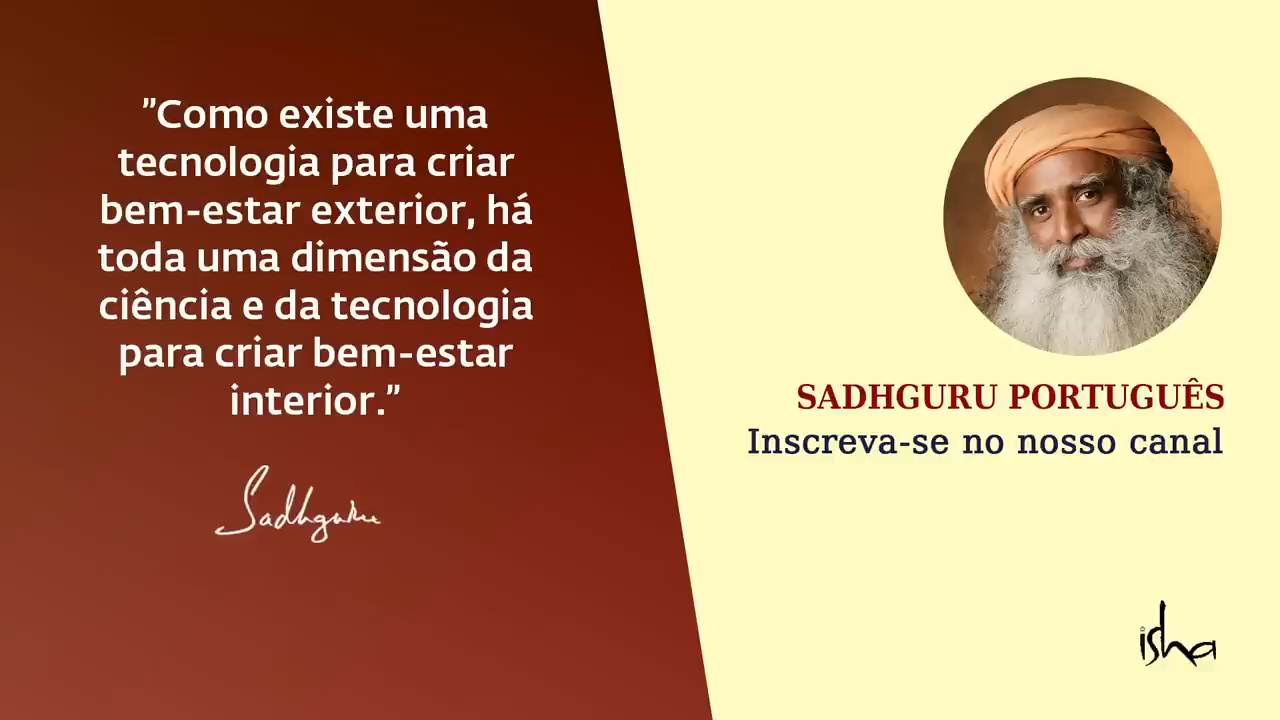 ”Como existe uma
tecnologia para criar
bem-estar exterior, há
toda uma dimensão da
ciência e da tecnologia
para criar bem-estar
interior.”
Sadhguru
SADHGURU PORTUGUÊS
Inscreva-se no nosso canal
isha